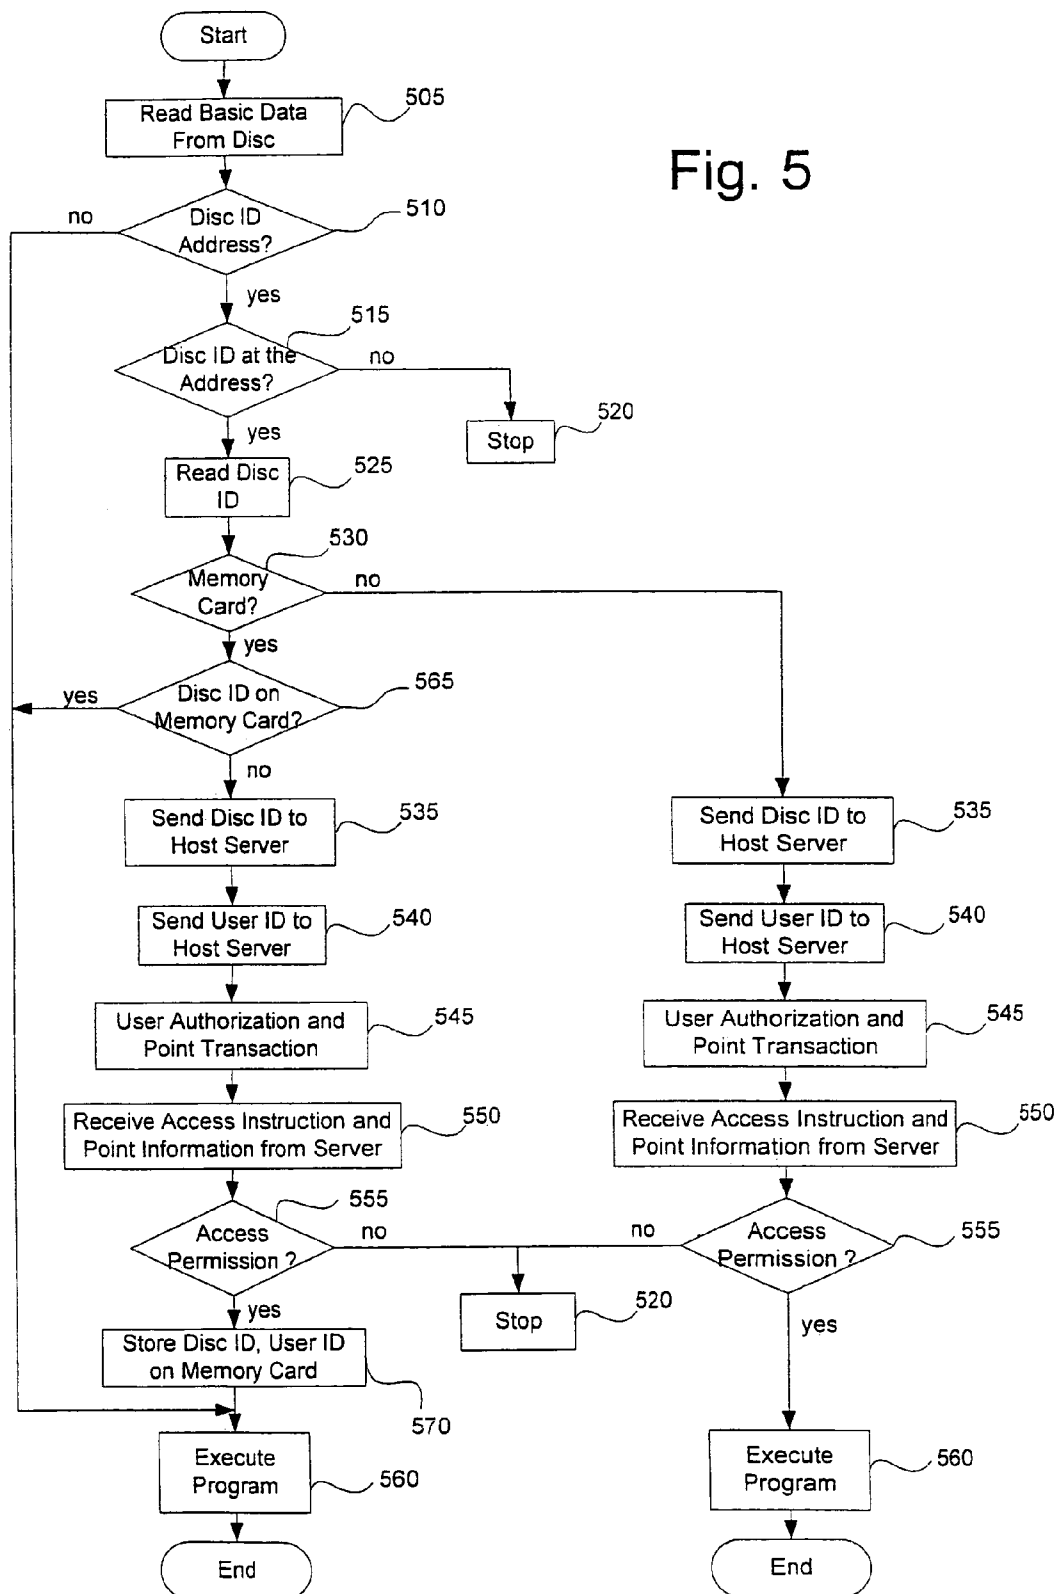 Start
505
Read Basic Data
From Disc
Fig. 5
no
Disc ID
Address?
510
yes
515
Disc ID at the
Address?
no
yes
Stop
520
Read Disc
ID
525
530
Memory
Card?
no
yes
yes
Disc ID on
Memory Card?
565
no
Send Disc ID to
Host Server
535
Send Disc ID to
Host Server
535
Send User ID to
Host Server
540
Send User ID to
Host Server
540
User Authorization and
Point Transaction
545
User Authorization and
Point Transaction
545
Receive Access Instruction and
Point Information from Server
550
Receive Access Instruction and
Point Information from Server
550
555
Access
Permission ?
no
no
Access
Permission ?
555
yes
Stop
520
yes
Store Disc ID, User ID
on Memory Card
570
Execute
Program
560
Execute
Program
560
End
End